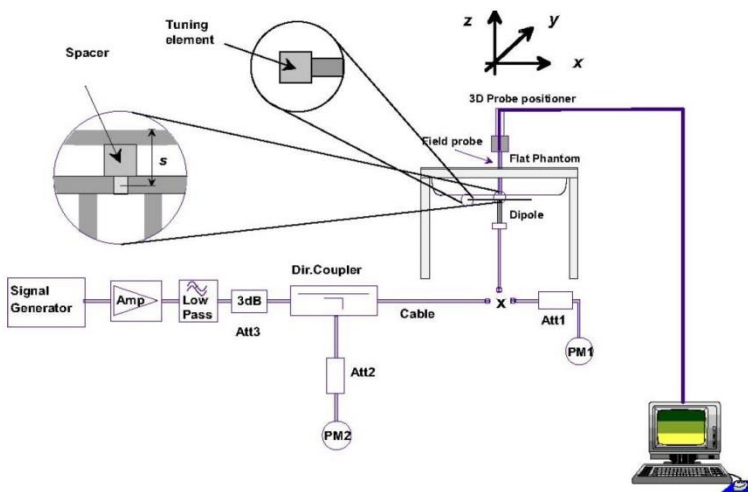 Tuning
element
Spacer
s
z
y
x
3D Probe positioner
Field probe
Flat Phantom
Dipole
Dir.Coupler
Signal
Generator
Amp
Low
Pass
3dB
Att3
Cable
x
Att1
PM1
Att2
PM2